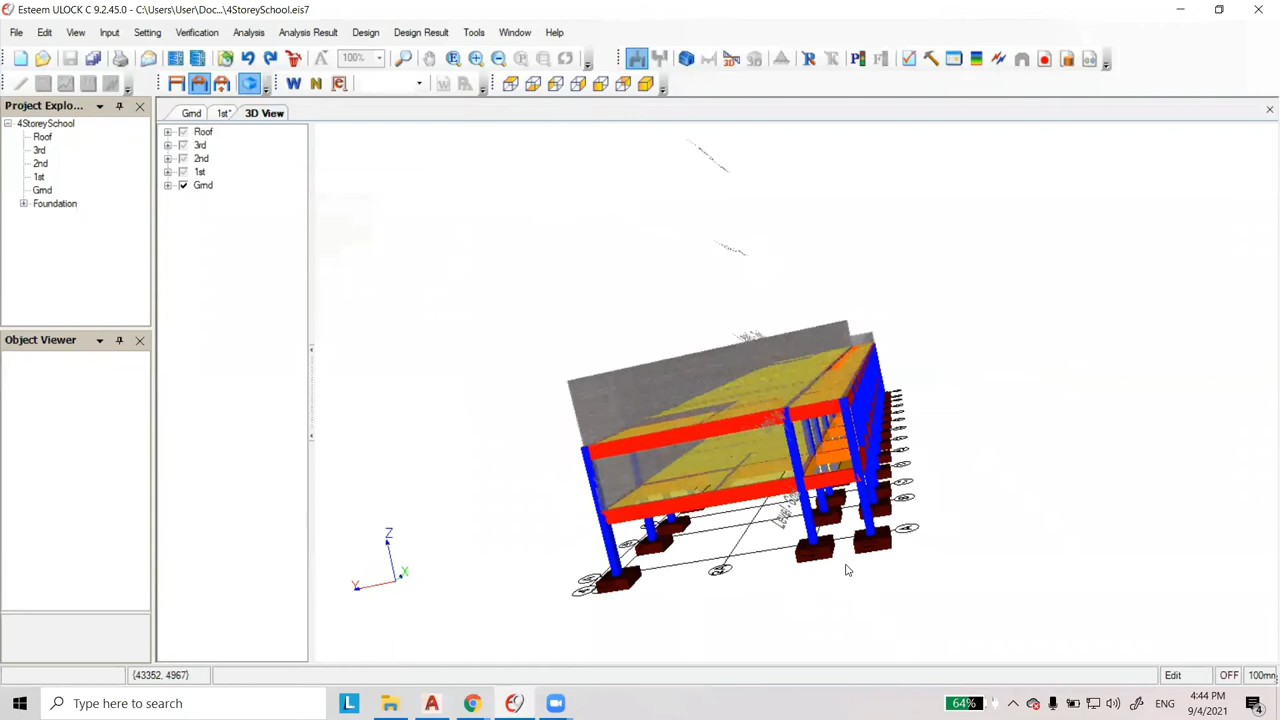 Esteem ULOCK C 9.2.45.0 - C:\Users\User\Doc...\4StoreySchool.eis7
File Edit View Input Setting Verification Analysis Analysis Result Design Design Result Tools Window Help
100%
Project Explo...
Grnd 1st* 3D View
4StoreySchool
Roof
3rd
2nd
1st
Grnd
Foundation
Roof
3rd
2nd
1st
Grnd
Object Viewer
Z
Y X
{43352, 4967} Edit OFF 100mm
Type here to search
64%
ENG
4:44 PM
9/4/2021
4